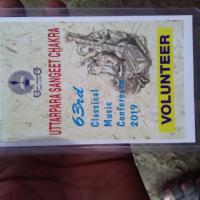 UTTARPARA SANGEET CHAKRA
63rd
Classical
Music
Conference
2019
VOLUNTEER